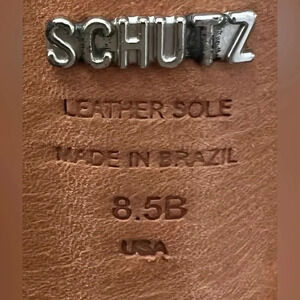 SCHUTZ
LEATHER SOLE
MADE IN BRAZIL
8.5B
USA